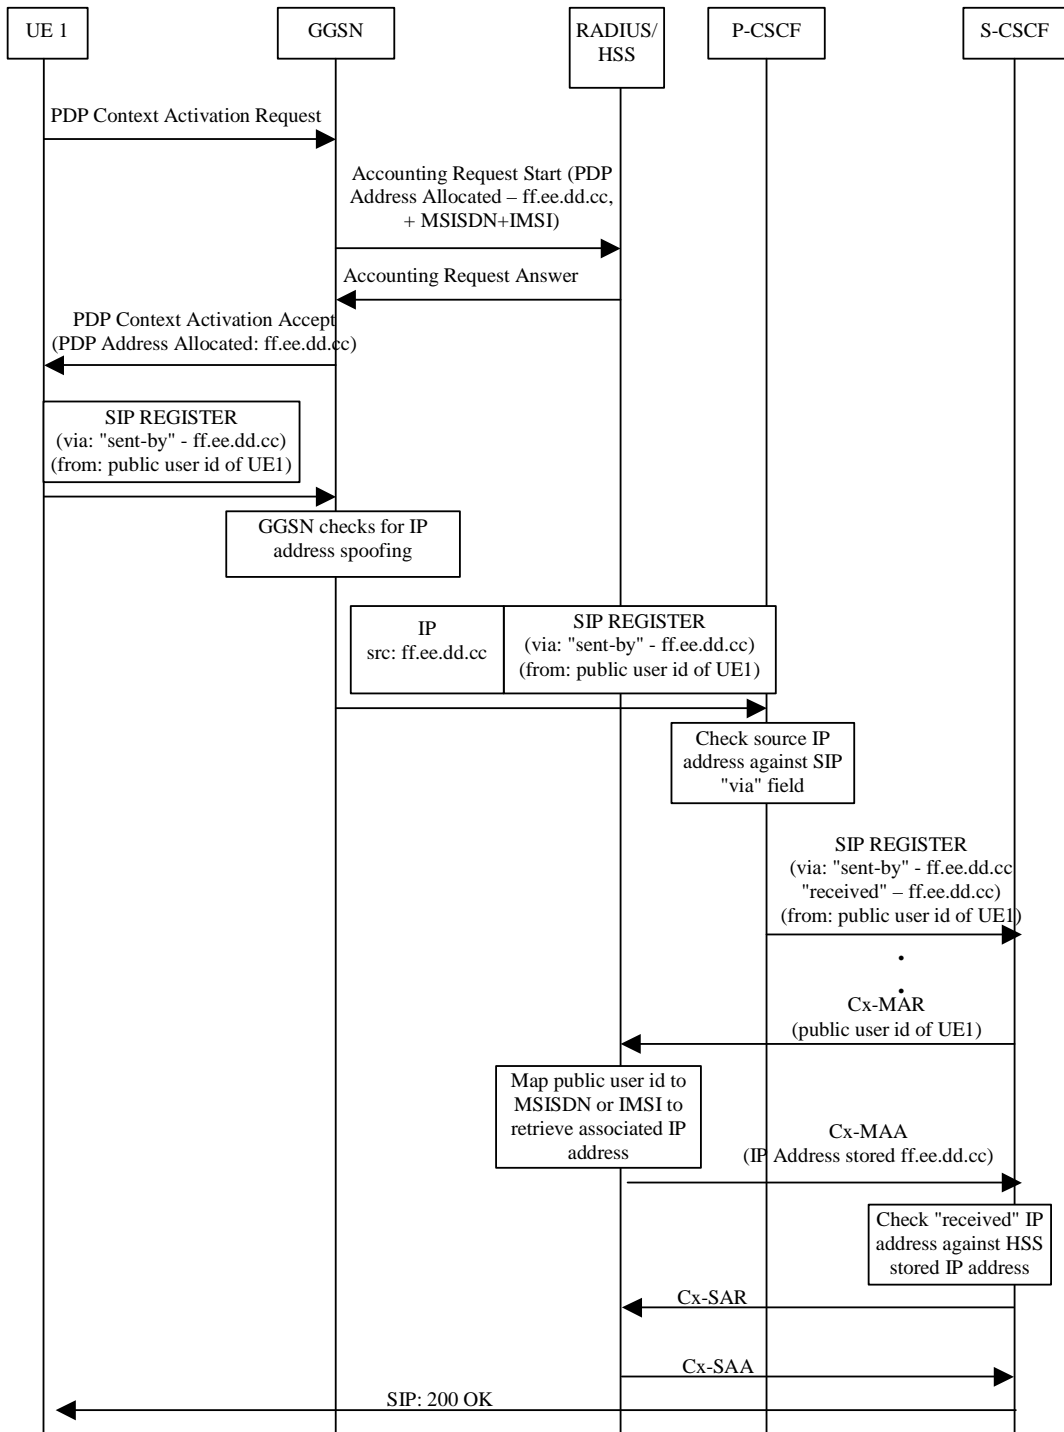 UE 1
GGSN
RADIUS/
HSS
P-CSCF
S-CSCF
PDP Context Activation Request
Accounting Request Start (PDP
Address Allocated – ff.ee.dd.cc,
+ MSISDN+IMSI)
Accounting Request Answer
PDP Context Activation Accept
(PDP Address Allocated: ff.ee.dd.cc)
SIP REGISTER
(via: "sent-by" - ff.ee.dd.cc)
(from: public user id of UE1)
GGSN checks for IP
address spoofing
IP
src: ff.ee.dd.cc
SIP REGISTER
(via: "sent-by" - ff.ee.dd.cc)
(from: public user id of UE1)
Check source IP
address against SIP
"via" field
SIP REGISTER
(via: "sent-by" - ff.ee.dd.cc
"received" – ff.ee.dd.cc)
(from: public user id of UE1)
.
.
Cx-MAR
(public user id of UE1)
Map public user id to
MSISDN or IMSI to
retrieve associated IP
address
Cx-MAA
(IP Address stored ff.ee.dd.cc)
Check "received" IP
address against HSS
stored IP address
Cx-SAR
Cx-SAA
SIP: 200 OK